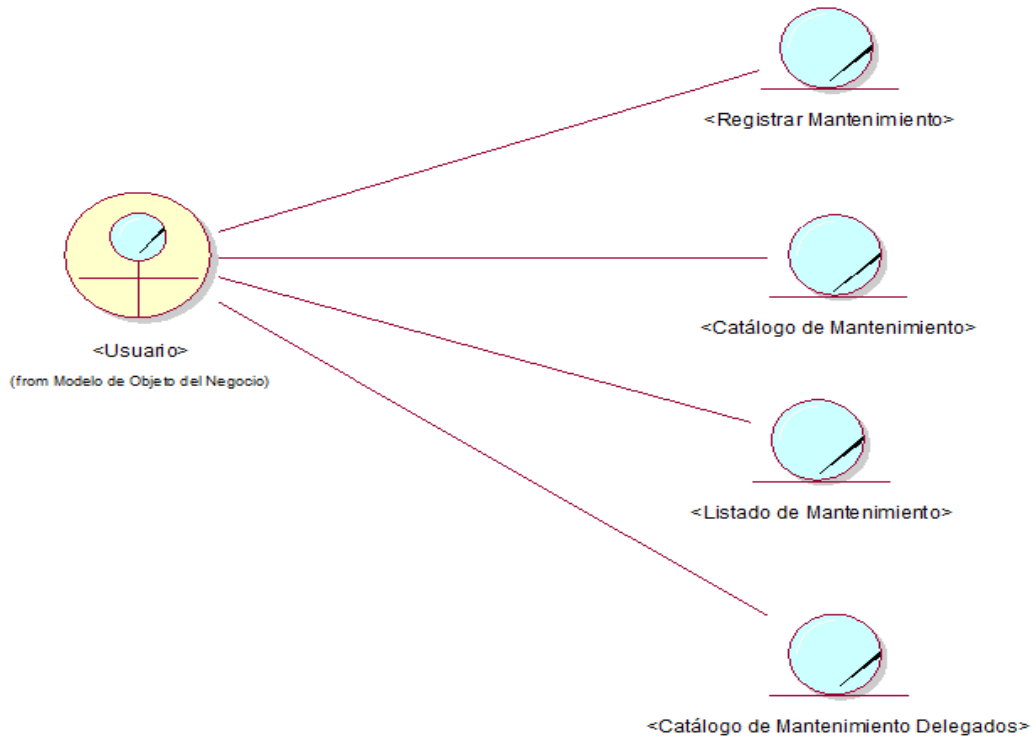 <Registrar Mantenimiento>
<Usuario>
(from Modelo de Objeto del Negocio)
<Catálogo de Mantenimiento>
<Listado de Mantenimiento>
<Catálogo de Mantenimiento Delegados>